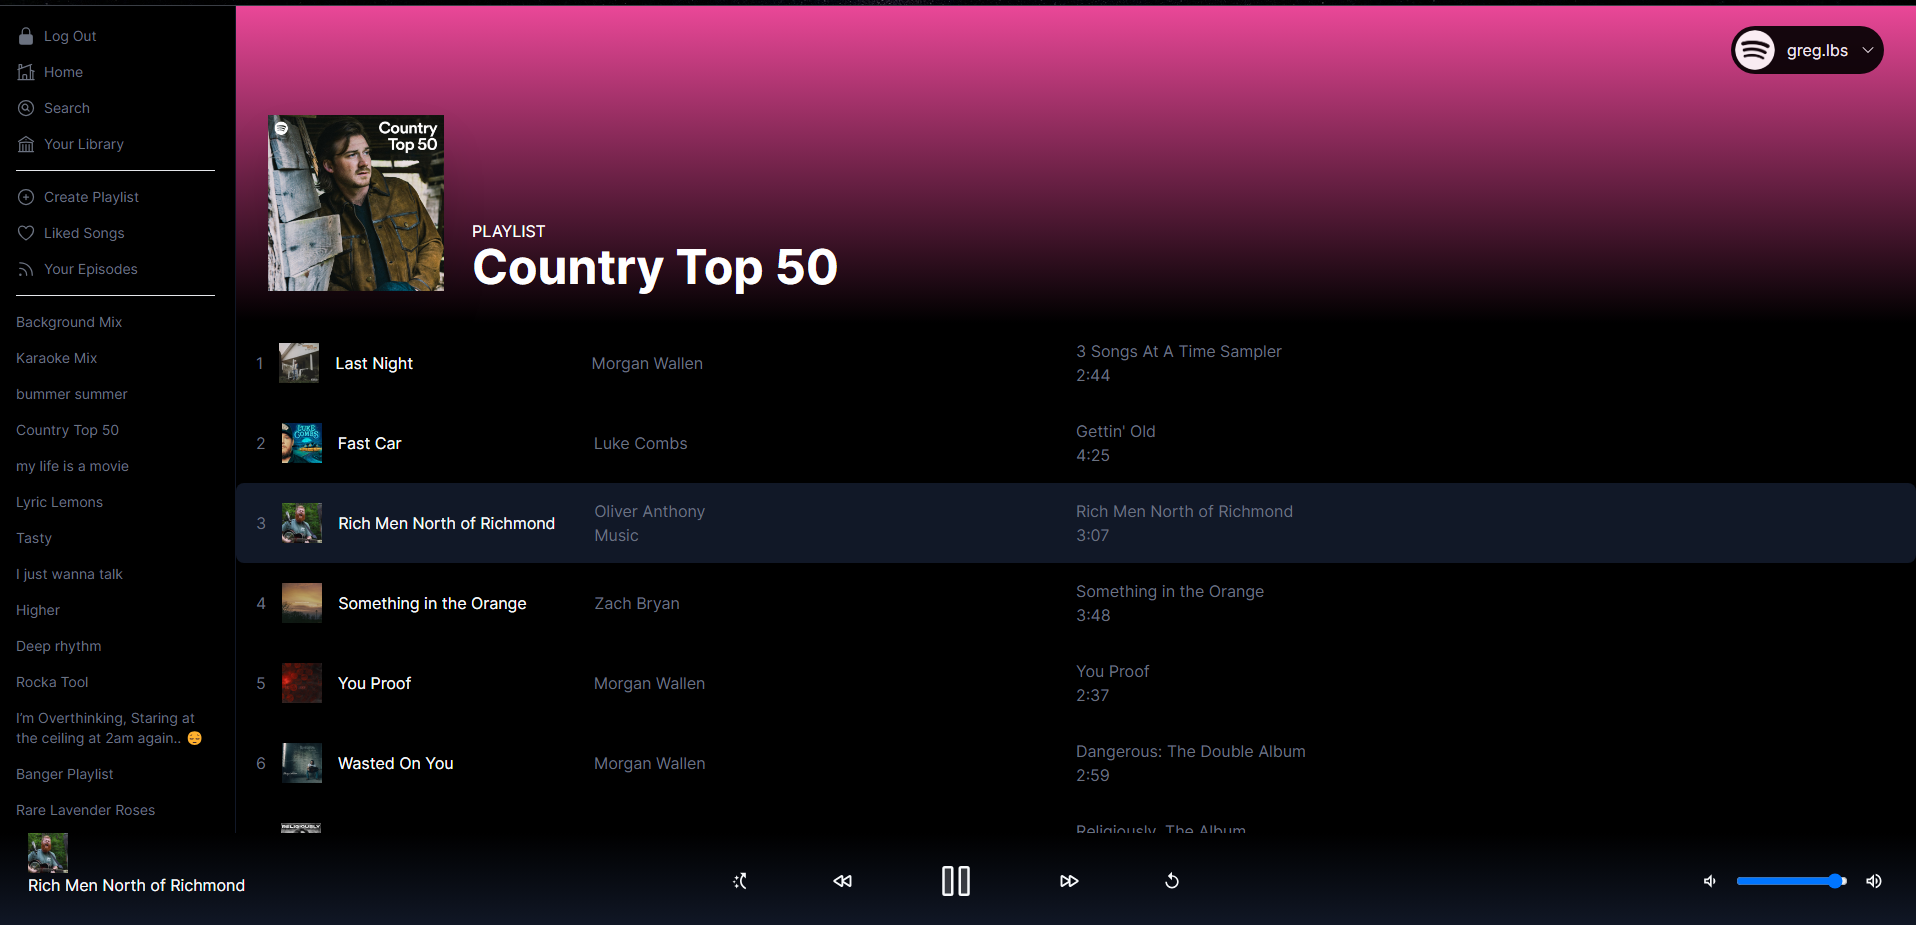 Log Out
Home
Search
Your Library
Create Playlist
Liked Songs
Your Episodes
Background Mix
Karaoke Mix
bummer summer
Country Top 50
my life is a movie
Lyric Lemons
Tasty
I just wanna talk
Higher
Deep rhythm
Rocka Tool
I'm Overthinking, Staring at
the ceiling at 2am again.. 😔
Banger Playlist
Rare Lavender Roses
greg.lbs
Country
Top 50
PLAYLIST
Country Top 50
1 Last Night Morgan Wallen
3 Songs At A Time Sampler
2:44
LUKE
COMBS
2 Fast Car Luke Combs
Gettin' Old
4:25
3 Rich Men North of Richmond
Oliver Anthony
Music
Rich Men North of Richmond
3:07
4 Something in the Orange Zach Bryan
Something in the Orange
3:48
5 You Proof Morgan Wallen
You Proof
2:37
6 Wasted On You Morgan Wallen
Dangerous: The Double Album
2:59
RELIGIOUSLY
Religiously. The Album.
Rich Men North of Richmond